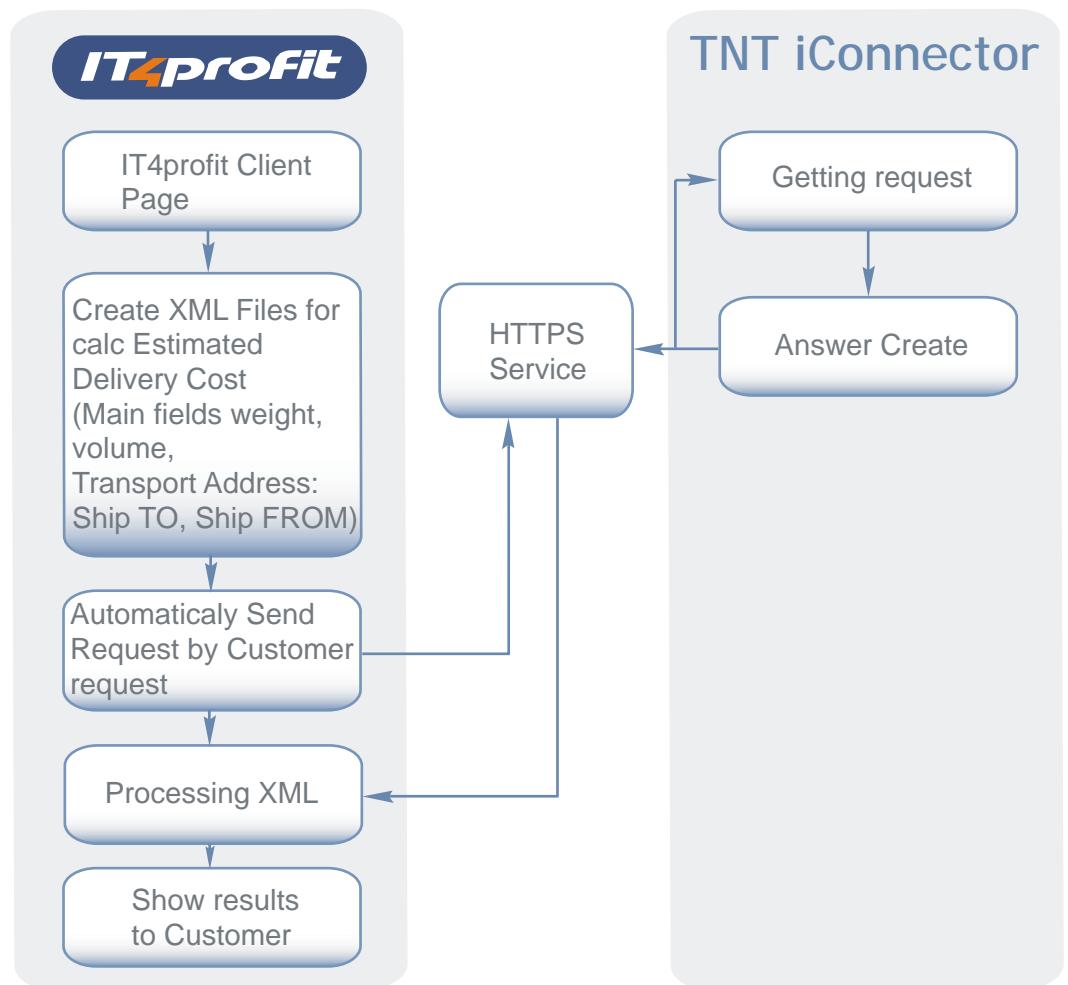 IT4profit
IT4profit Client
Page
Create XML Files for
calc Estimated
Delivery Cost
(Main fields weight,
volume,
Transport Address:
Ship TO, Ship FROM)
Automaticaly Send
Request by Customer
request
Processing XML
Show results
to Customer
HTTPS
Service
TNT iConnector
Getting request
Answer Create